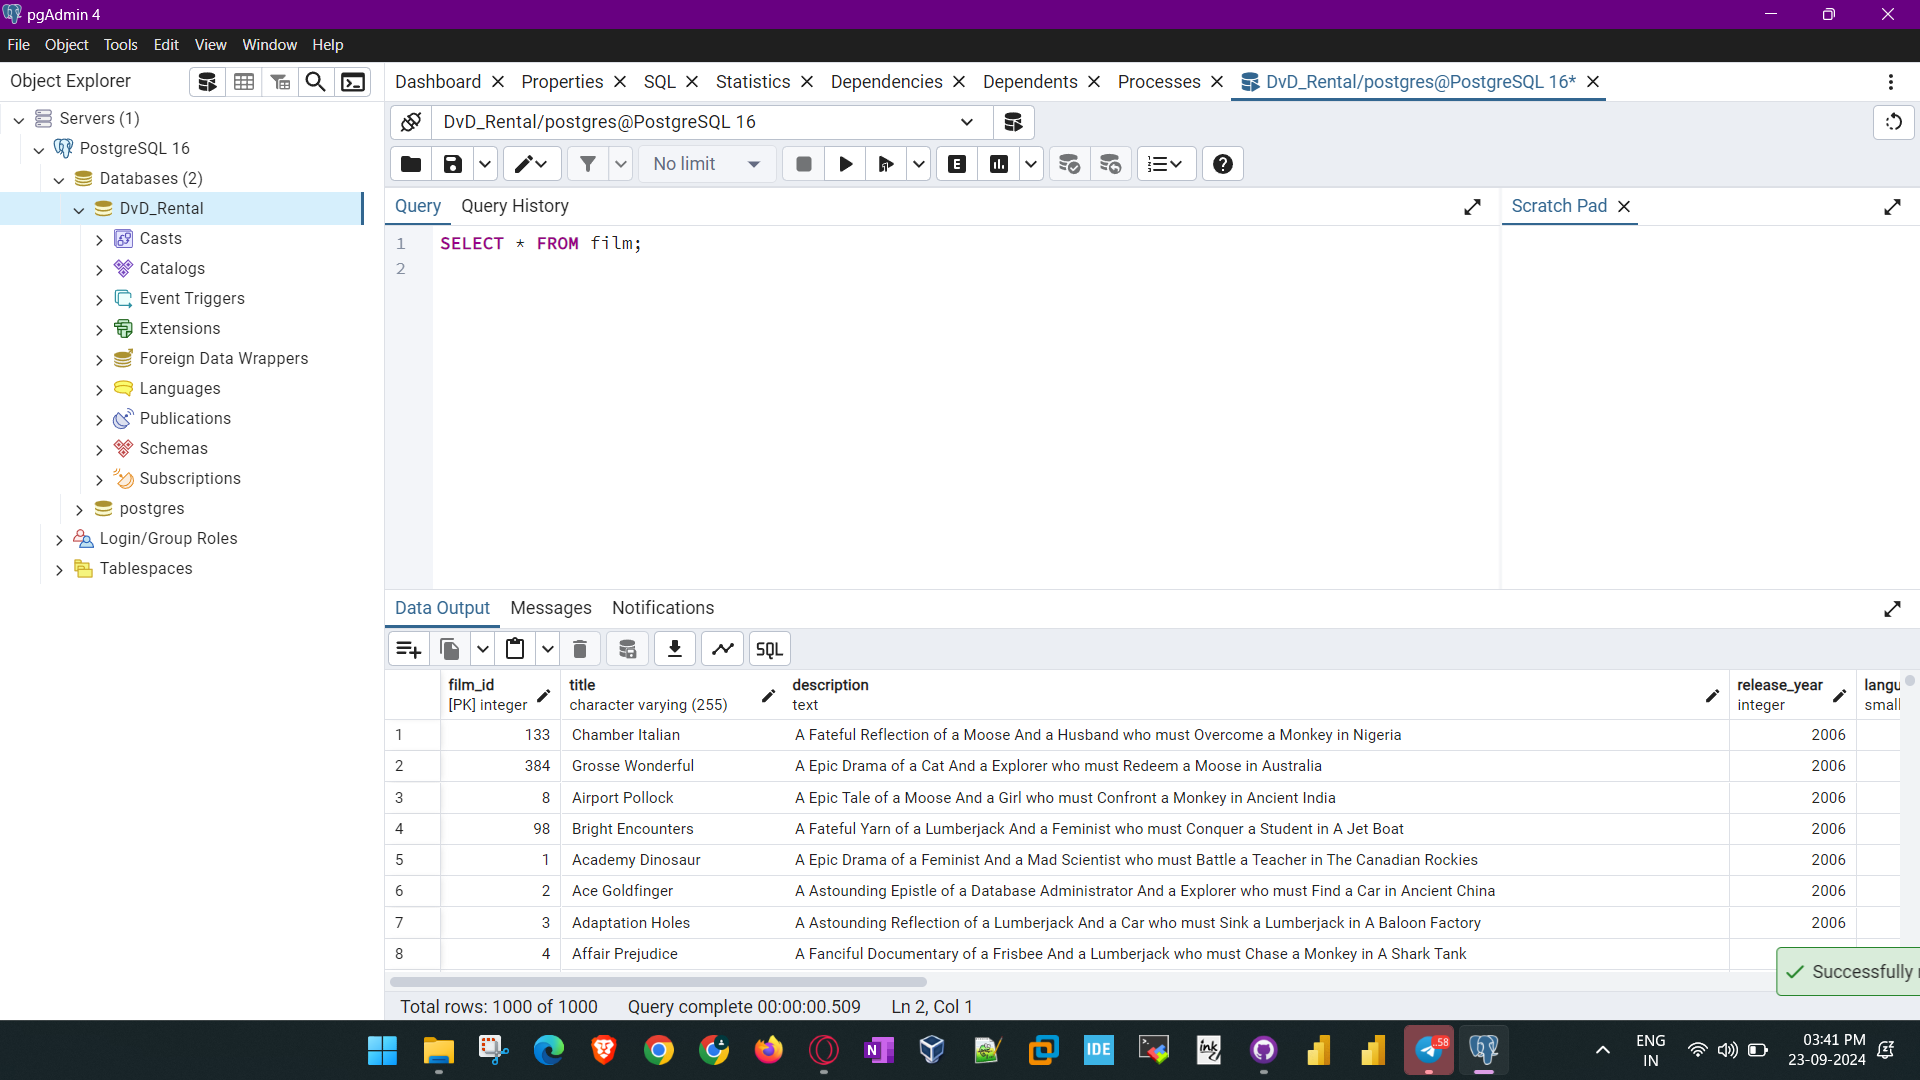 pgAdmin 4
File Object Tools Edit View Window Help
Object Explorer
Dashboard Properties SQL Statistics Dependencies Dependents Processes DvD_Rental/postgres@PostgreSQL 16*
Servers (1)
PostgreSQL 16
Databases (2)
DvD_Rental
Casts
Catalogs
Event Triggers
Extensions
Foreign Data Wrappers
Languages
Publications
Schemas
Subscriptions
postgres
Login/Group Roles
Tablespaces
DvD_Rental/postgres@PostgreSQL 16
No limit
E
Query Query History
Scratch Pad
1 SELECT * FROM film;
2
Data Output Messages Notifications
SQL
film_id title description release_year langu
[PK] integer character varying (255) text integer small
1 133 Chamber Italian A Fateful Reflection of a Moose And a Husband who must Overcome a Monkey in Nigeria 2006
2 384 Grosse Wonderful A Epic Drama of a Cat And a Explorer who must Redeem a Moose in Australia 2006
3 8 Airport Pollock A Epic Tale of a Moose And a Girl who must Confront a Monkey in Ancient India 2006
4 98 Bright Encounters A Fateful Yarn of a Lumberjack And a Feminist who must Conquer a Student in A Jet Boat 2006
5 1 Academy Dinosaur A Epic Drama of a Feminist And a Mad Scientist who must Battle a Teacher in The Canadian Rockies 2006
6 2 Ace Goldfinger A Astounding Epistle of a Database Administrator And a Explorer who must Find a Car in Ancient China 2006
7 3 Adaptation Holes A Astounding Reflection of a Lumberjack And a Car who must Sink a Lumberjack in A Baloon Factory 2006
8 4 Affair Prejudice A Fanciful Documentary of a Frisbee And a Lumberjack who must Chase a Monkey in A Shark Tank
Successfully
Total rows: 1000 of 1000 Query complete 00:00:00.509 Ln 2, Col 1
N IDE ink ..58
ENG
IN
03:41 PM
23-09-2024